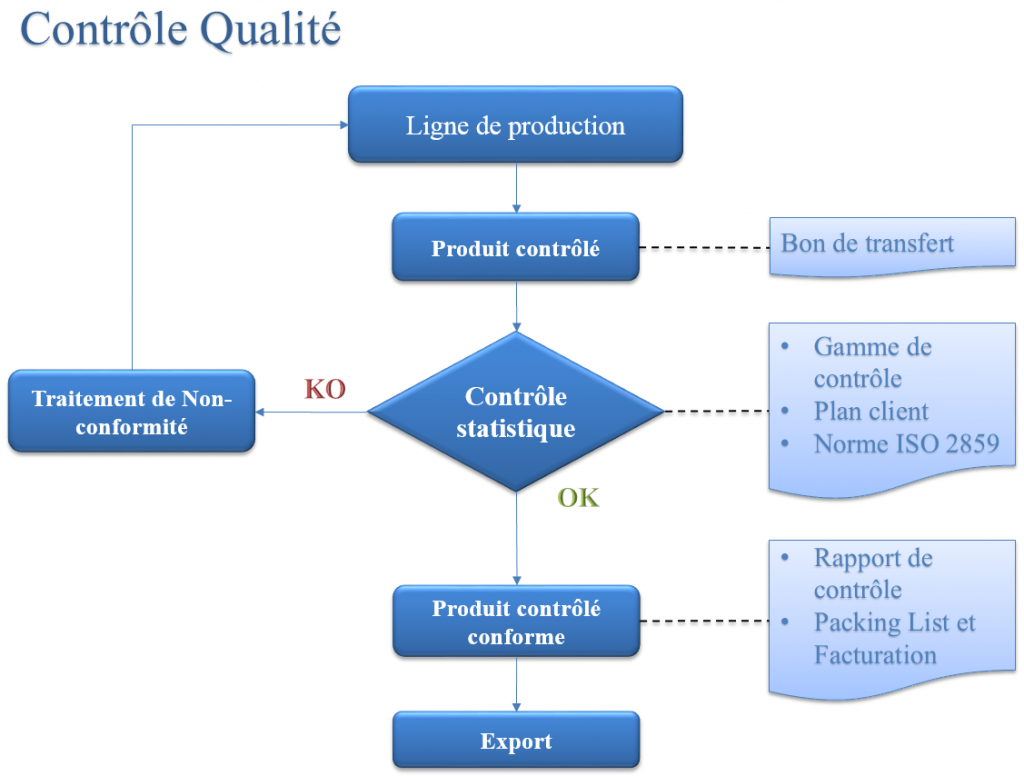 Contrôle Qualité
Ligne de production
Produit contrôlé
Bon de transfert
Contrôle
statistique
KO
OK
Traitement de Non-
conformité
• Gamme de
contrôle
• Plan client
• Norme ISO 2859
Produit contrôlé
conforme
• Rapport de
contrôle
• Packing List et
Facturation
Export